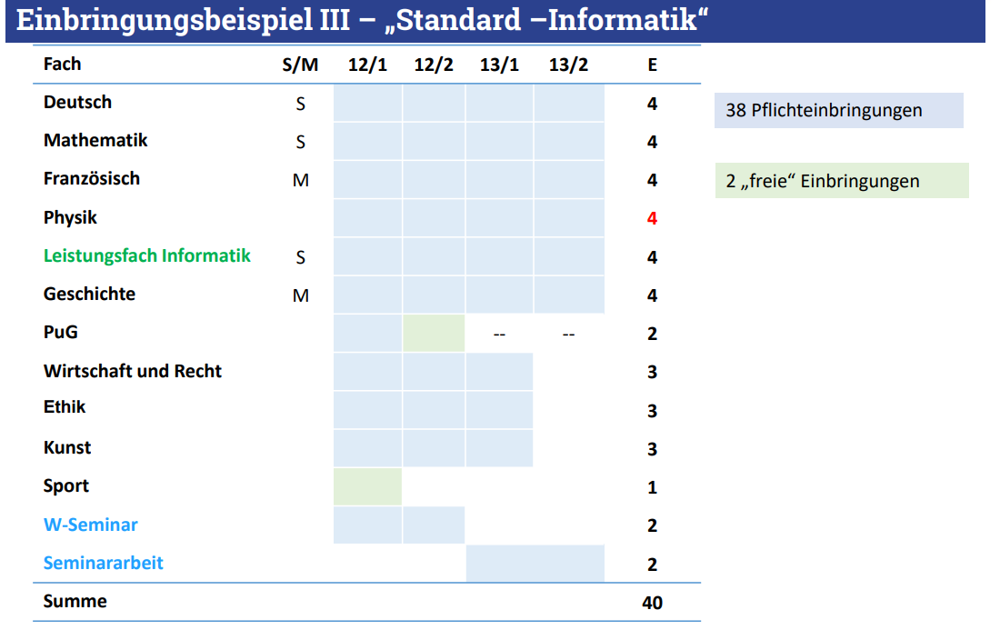 Einbringungsbeispiel III – „Standard –Informatik“
Fach S/M 12/1 12/2 13/1 13/2 E
Deutsch S 4
38 Pflichteinbringungen
Mathematik S 4
Französisch M 4
2 „freie“ Einbringungen
Physik 4
Leistungsfach Informatik S 4
Geschichte M 4
PuG -- -- 2
Wirtschaft und Recht 3
Ethik 3
Kunst 3
Sport 1
W-Seminar 2
Seminararbeit 2
Summe 40